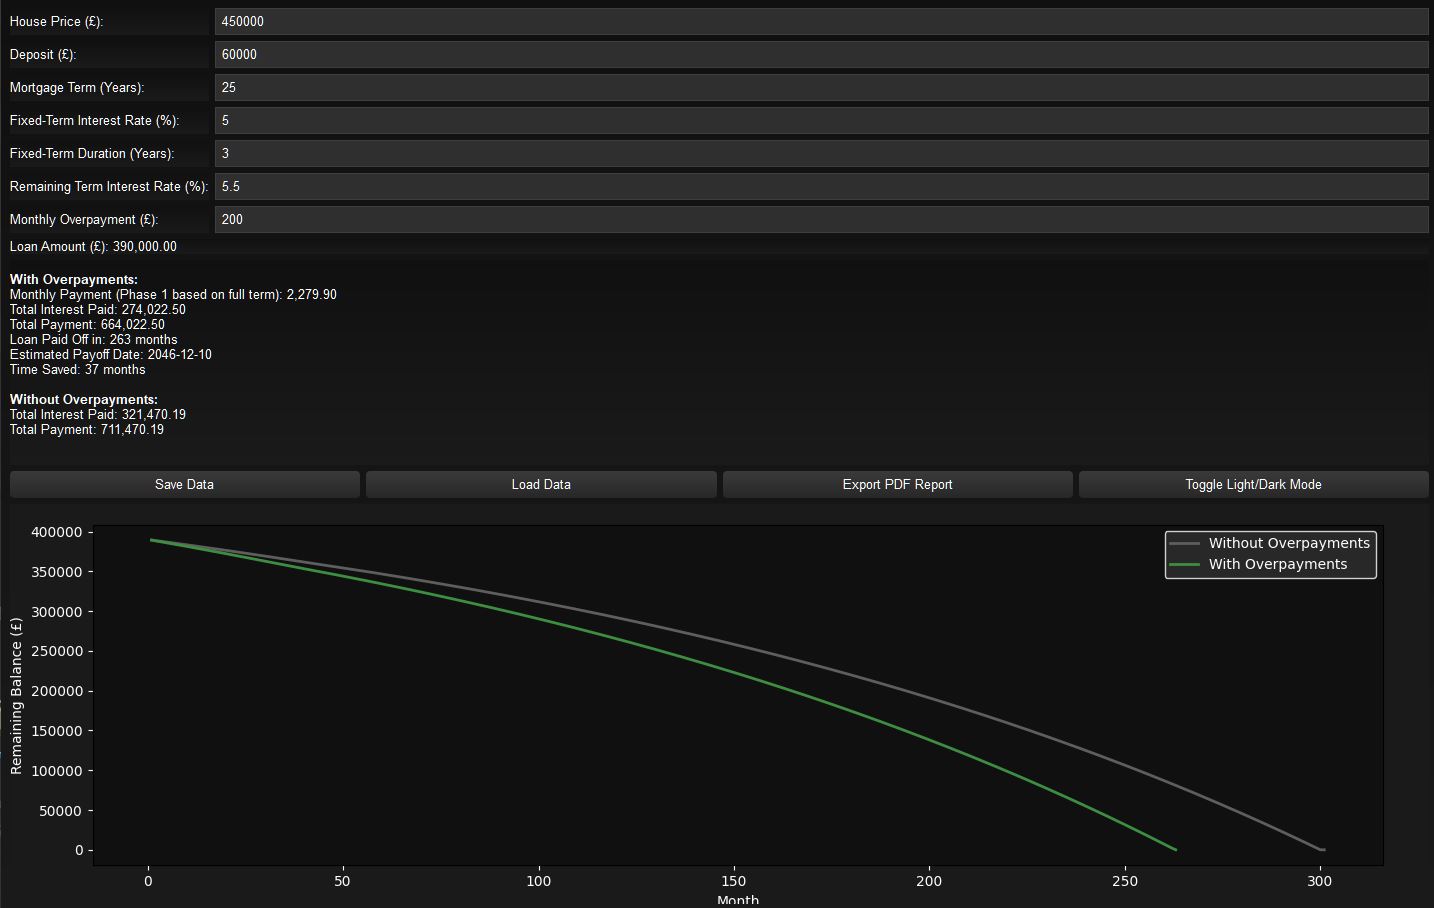 House Price (£): 450000
Deposit (£): 60000
Mortgage Term (Years): 25
Fixed-Term Interest Rate (%): 5
Fixed-Term Duration (Years): 3
Remaining Term Interest Rate (%): 5.5
Monthly Overpayment (£): 200
Loan Amount (£): 390,000.00
With Overpayments:
Monthly Payment (Phase 1 based on full term): 2,279.90
Total Interest Paid: 274,022.50
Total Payment: 664,022.50
Loan Paid Off in: 263 months
Estimated Payoff Date: 2046-12-10
Time Saved: 37 months
Without Overpayments:
Total Interest Paid: 321,470.19
Total Payment: 711,470.19
Save Data Load Data Export PDF Report Toggle Light/Dark Mode
Without Overpayments
With Overpayments
Remaining Balance (£)
400000
350000
300000
250000
200000
150000
100000
50000
0
0 50 100 150 200 250 300
Month